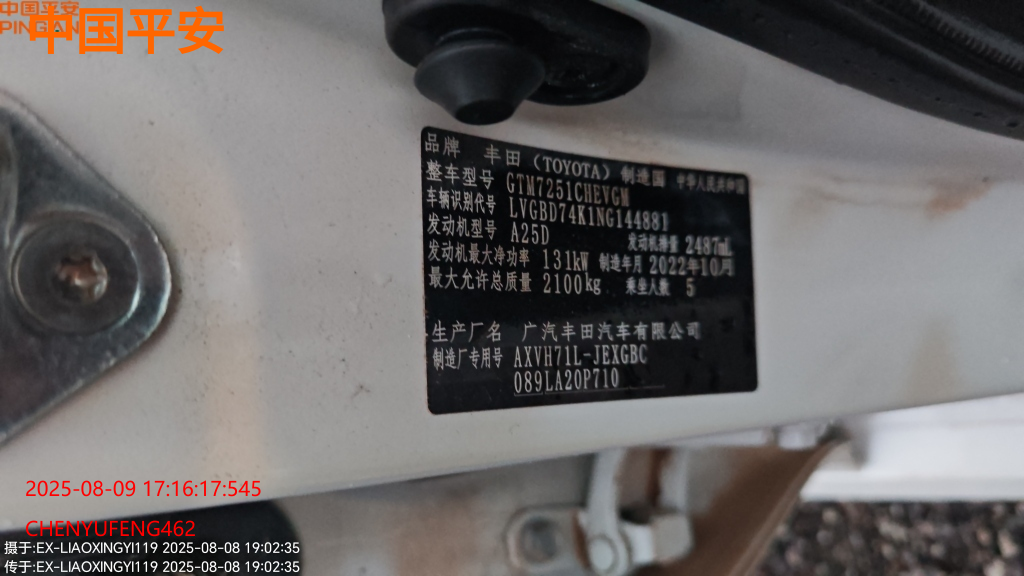 中国平安
PING AN
中国平安
品牌 丰田(TOYOTA) 制造国 中华人民共和国
整车型号 GTM7251CHEVGM
车辆识别代号 LVGBD74K1NG144881
发动机型号 A25D 发动机排量 2487mL
发动机最大净功率 131kW 制造年月 2022年10月
最大允许总质量 2100kg 乘坐人数 5
生产厂名 广汽丰田汽车有限公司
制造厂专用号 AXVH71L-JEXGBC
089LA20P710
2025-08-09 17:16:17:545
CHENYUFENG462
摄于:EX-LIAOXINGYI119 2025-08-08 19:02:35
传于:EX-LIAOXINGYI119 2025-08-08 19:02:35